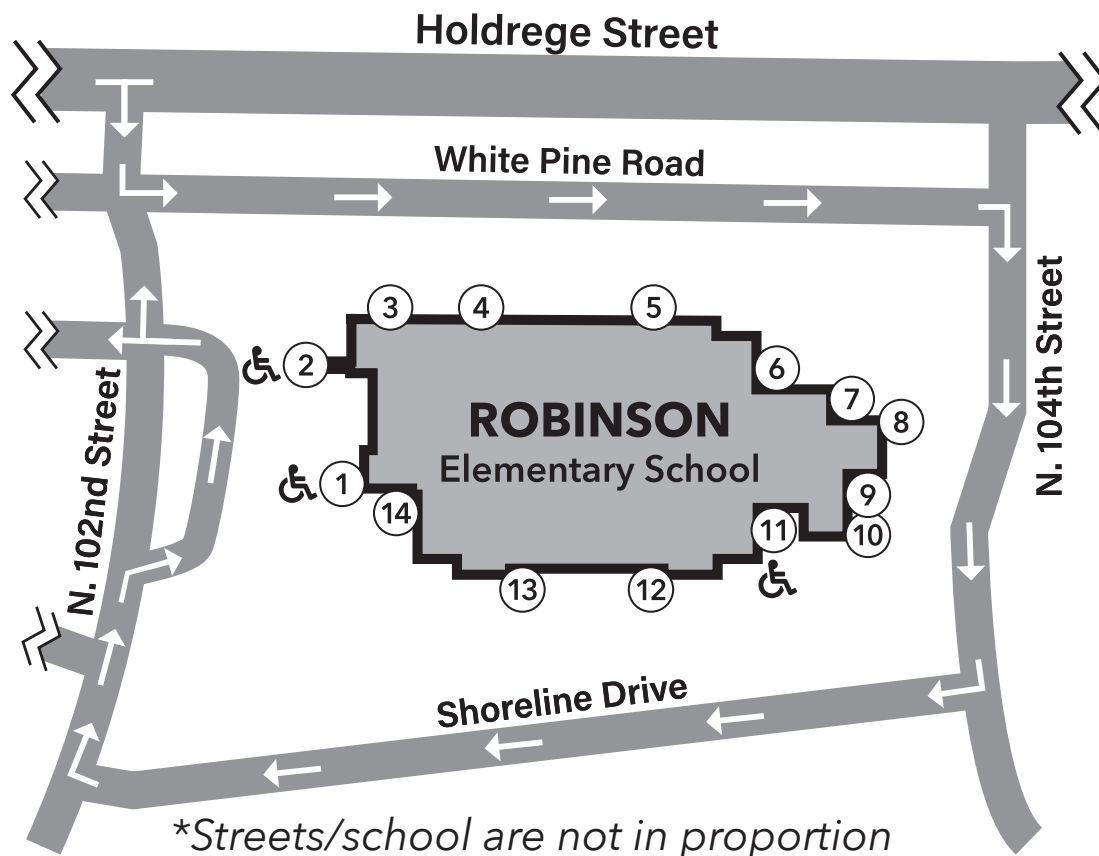 Holdrege Street
White Pine Road
N. 104th Street
3
4
5
2
6
7
8
ROBINSON
Elementary School
N. 102nd Street
1
14
9
10
11
13
12
Shoreline Drive
*Streets/school are not in proportion